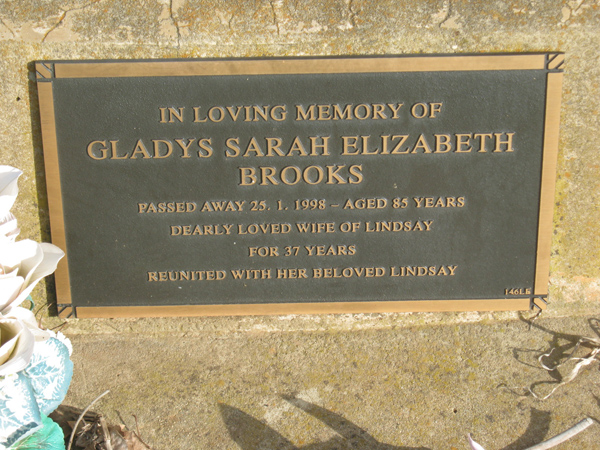 IN LOVING MEMORY OF
GLADYS SARAH ELIZABETH
BROOKS
PASSED AWAY 25. 1. 1998 – AGED 85 YEARS
DEARLY LOVED WIFE OF LINDSAY
FOR 37 YEARS
REUNITED WITH HER BELOVED LINDSAY